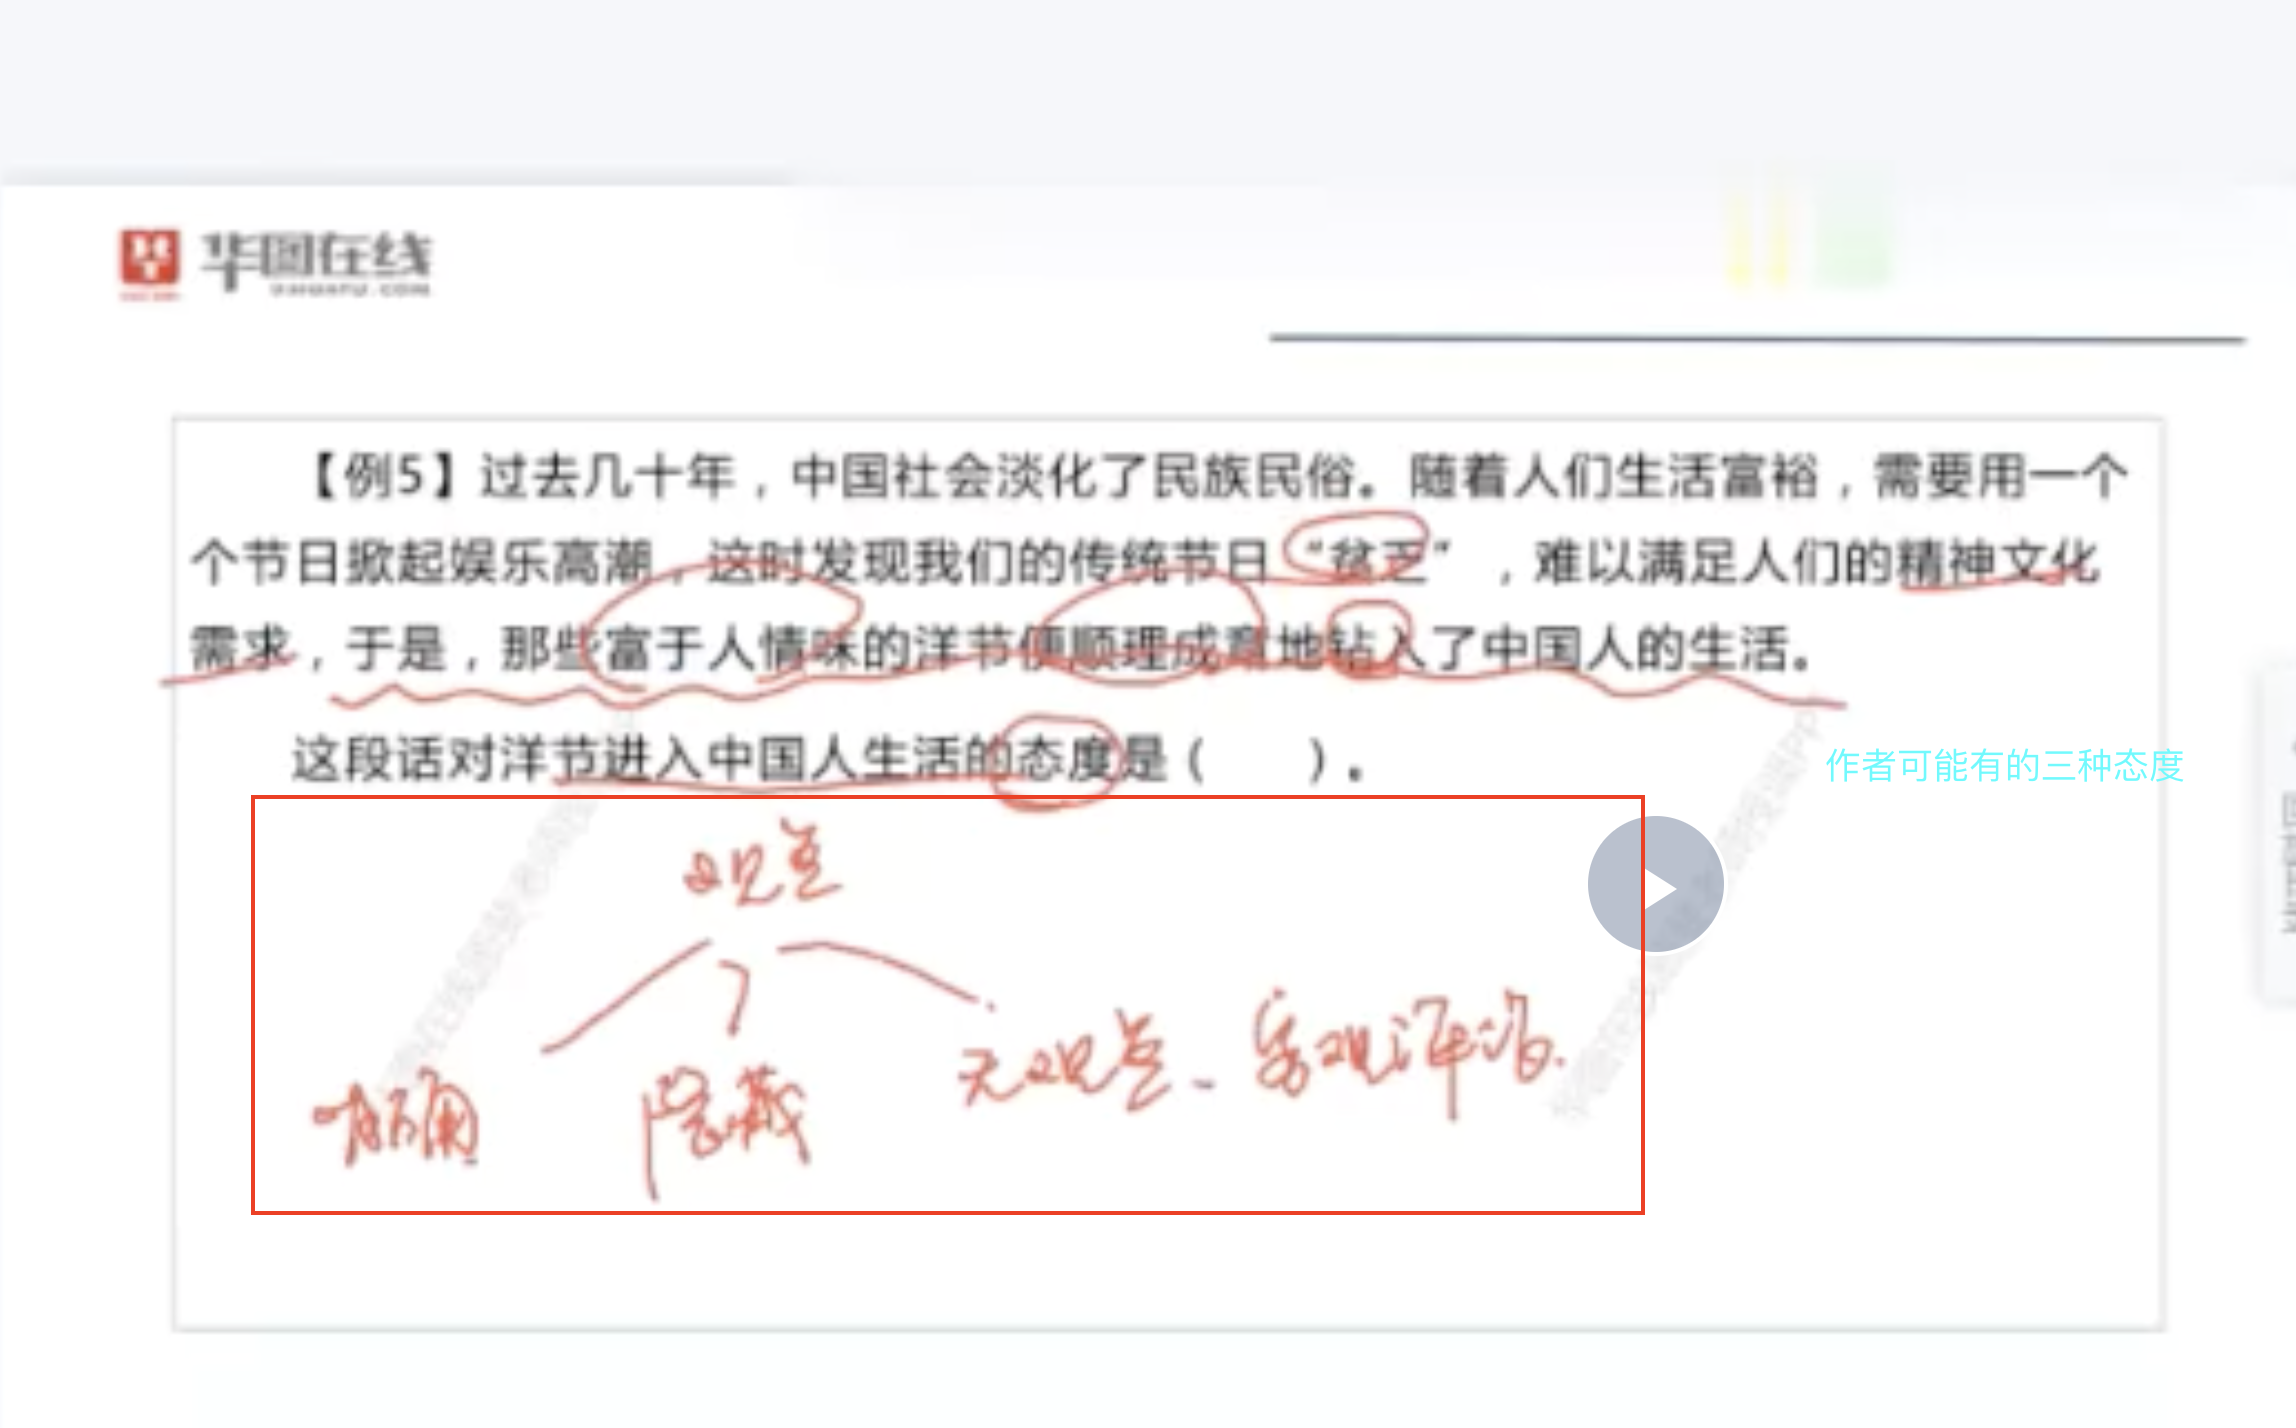 华图在线
【例5】过去几十年，中国社会淡化了民族民俗。随着人们生活富裕，需要用一个
个节日掀起娱乐高潮，这时发现我们的传统节日“贫乏”，难以满足人们的精神文化
需求，于是，那些富于人情味的洋节便顺理成章地钻入了中国人的生活。
这段话对洋节进入中国人生活的态度是（　　）。
作者可能有的三种态度
观点
明确
隐藏
无观点、客观评价.